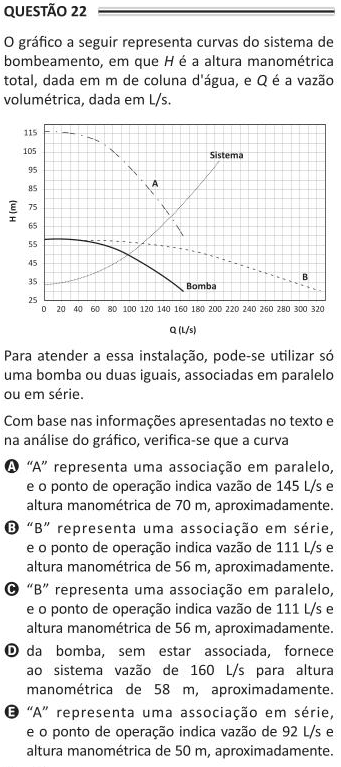 QUESTÃO 22
O gráfico a seguir representa curvas do sistema de
bombeamento, em que H é a altura manométrica
total, dada em m de coluna d'água, e Q é a vazão
volumétrica, dada em L/s.
115
105
95
85
75
65
55
45
35
25
H (m)
Sistema
A
B
Bomba
0 20 40 60 80 100 120 140 160 180 200 220 240 260 280 300 320
Q (L/s)
Para atender a essa instalação, pode-se utilizar só
uma bomba ou duas iguais, associadas em paralelo
ou em série.
Com base nas informações apresentadas no texto e
na análise do gráfico, verifica-se que a curva
A "A" representa uma associação em paralelo,
e o ponto de operação indica vazão de 145 L/s e
altura manométrica de 70 m, aproximadamente.
B "B" representa uma associação em série,
e o ponto de operação indica vazão de 111 L/s e
altura manométrica de 56 m, aproximadamente.
C "B" representa uma associação em paralelo,
e o ponto de operação indica vazão de 111 L/s e
altura manométrica de 56 m, aproximadamente.
D da bomba, sem estar associada, fornece
ao sistema vazão de 160 L/s para altura
manométrica de 58 m, aproximadamente.
E "A" representa uma associação em série,
e o ponto de operação indica vazão de 92 L/s e
altura manométrica de 50 m, aproximadamente.